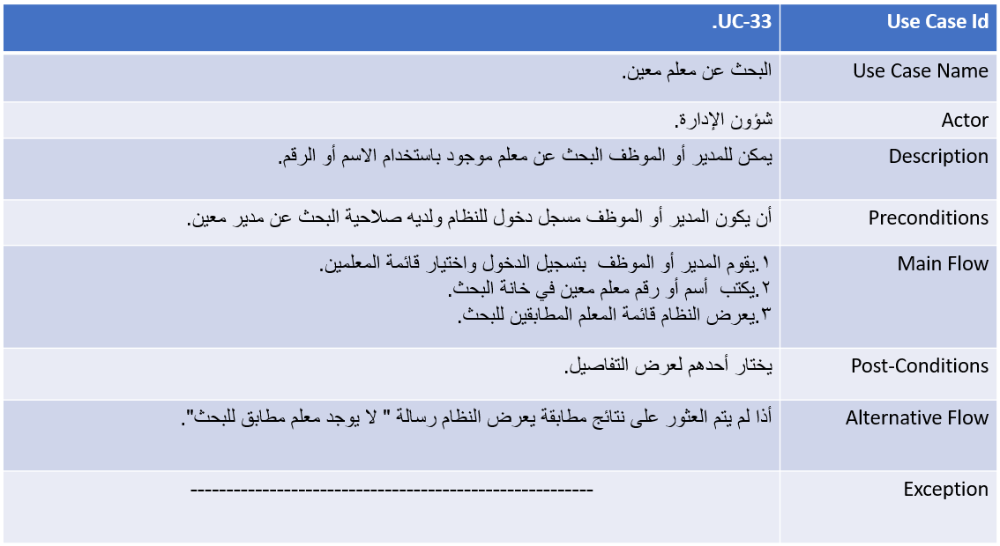 Use Case Id UC-33.
Use Case Name البحث عن معلم معين.
Actor شؤون الإدارة.
Description يمكن للمدير أو الموظف البحث عن معلم موجود باستخدام الاسم أو الرقم.
Preconditions أن يكون المدير أو الموظف مسجل دخول للنظام ولديه صلاحية البحث عن مدير معين.
Main Flow ١.يقوم المدير أو الموظف  بتسجيل الدخول واختيار قائمة المعلمين.
٢.يكتب  أسم أو رقم معلم معين في خانة البحث.
٣.يعرض النظام قائمة المعلم المطابقين للبحث.
Post-Conditions يختار أحدهم لعرض التفاصيل.
Alternative Flow أذا لم يتم العثور على نتائج مطابقة يعرض النظام رسالة " لا يوجد معلم مطابق للبحث".
Exception --------------------------------------------------------